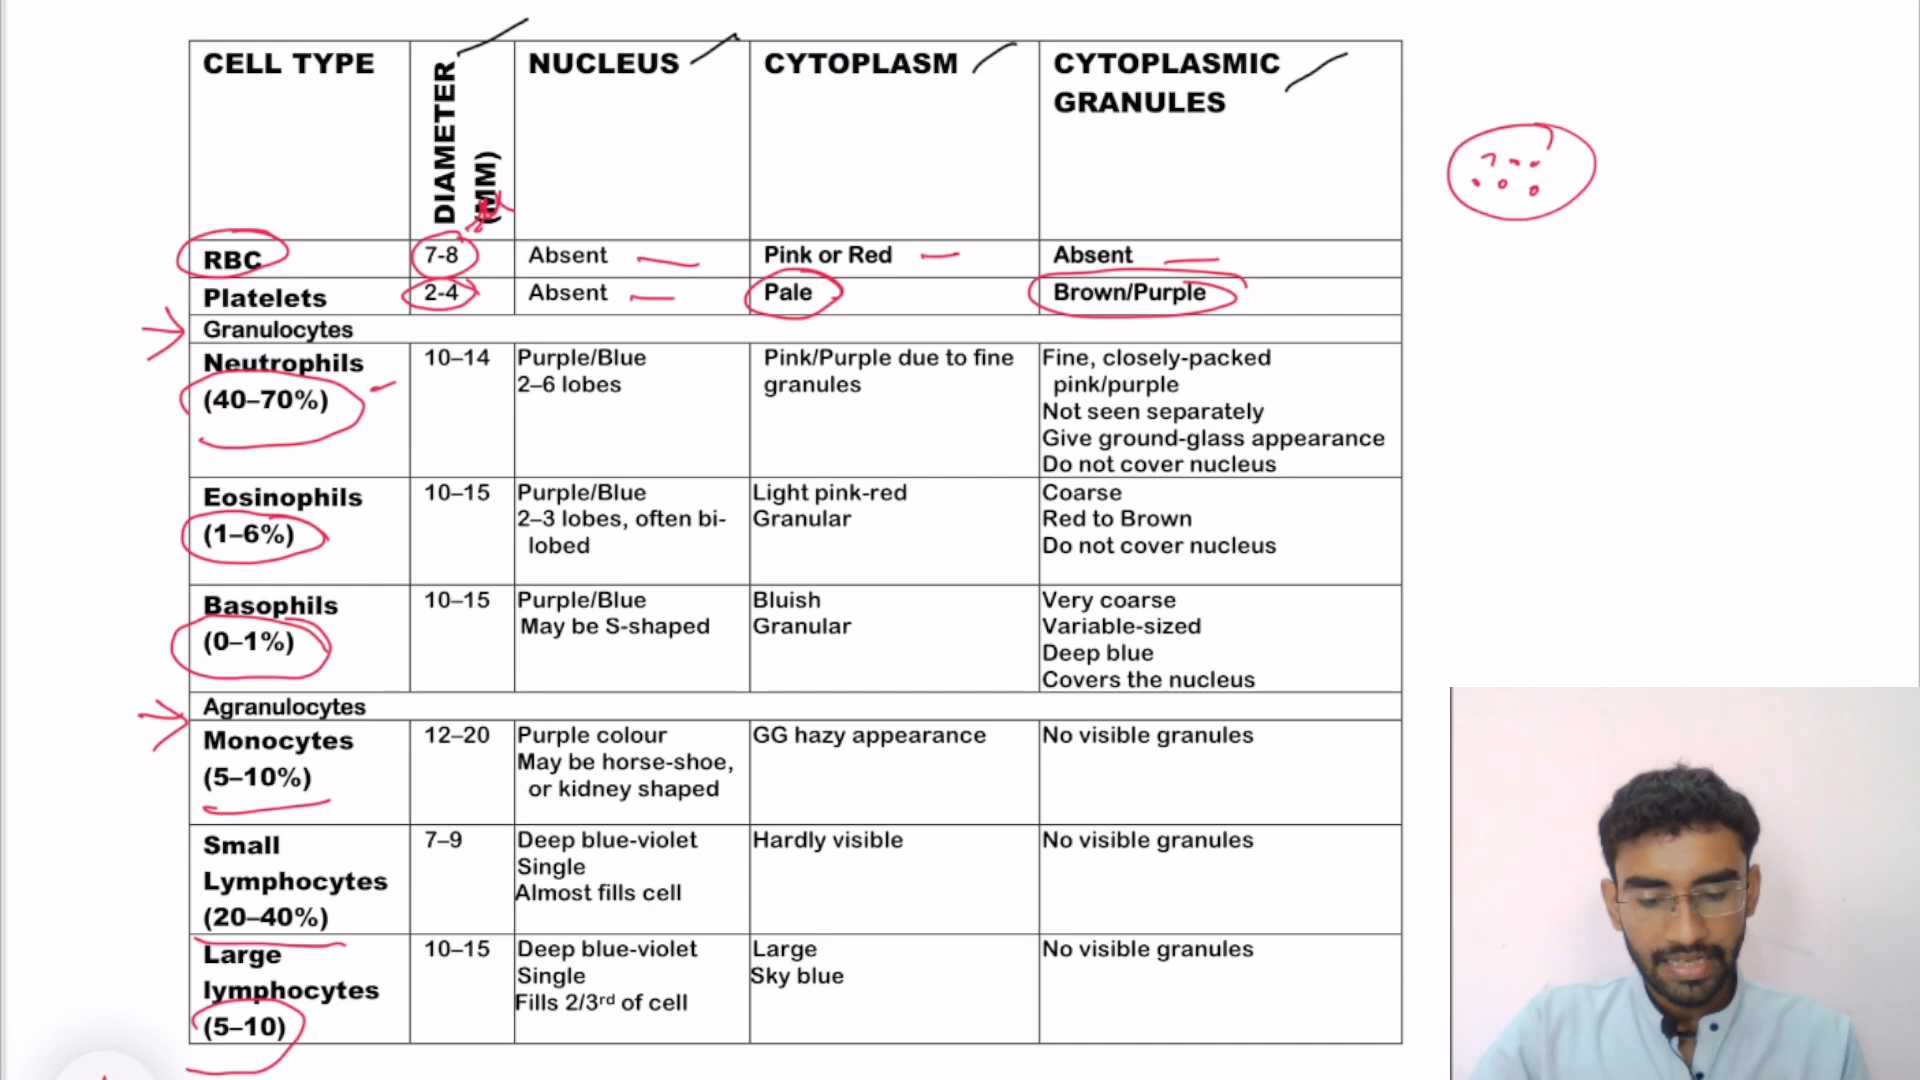 CELL TYPE
DIAMETER
(MM)
NUCLEUS
CYTOPLASM
CYTOPLASMIC
GRANULES
RBC
7-8
Absent
Pink or Red
Absent
Platelets
2-4
Absent
Pale
Brown/Purple
Granulocytes
Neutrophils
(40–70%)
10–14
Purple/Blue
2–6 lobes
Pink/Purple due to fine
granules
Fine, closely-packed
pink/purple
Not seen separately
Give ground-glass appearance
Do not cover nucleus
Eosinophils
(1–6%)
10–15
Purple/Blue
2–3 lobes, often bi-
lobed
Light pink-red
Granular
Coarse
Red to Brown
Do not cover nucleus
Basophils
(0–1%)
10–15
Purple/Blue
May be S-shaped
Bluish
Granular
Very coarse
Variable-sized
Deep blue
Covers the nucleus
Agranulocytes
Monocytes
(5–10%)
12–20
Purple colour
May be horse-shoe,
or kidney shaped
GG hazy appearance
No visible granules
Small
Lymphocytes
(20–40%)
7–9
Deep blue-violet
Single
Almost fills cell
Hardly visible
No visible granules
Large
lymphocytes
(5–10)
10–15
Deep blue-violet
Single
Fills 2/3rd of cell
Large
Sky blue
No visible granules